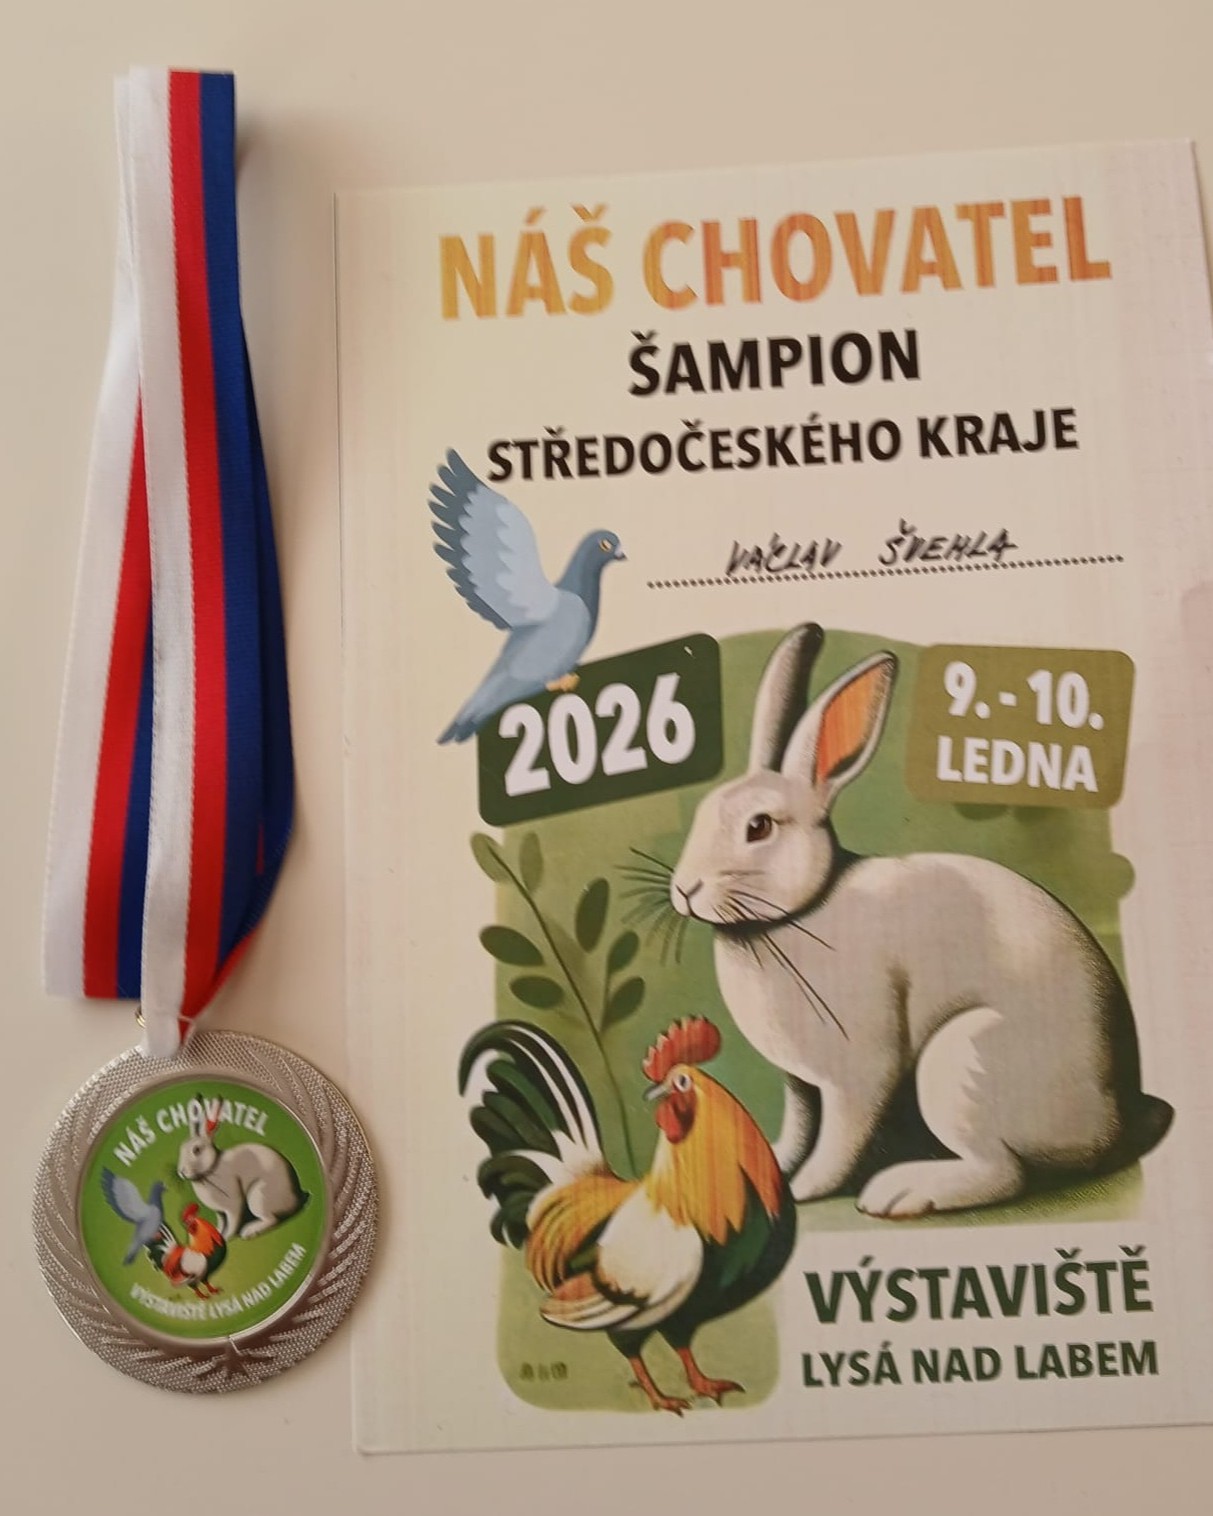 NÁŠ CHOVATEL
ŠAMPION
STŘEDOČESKÉHO KRAJE
VÁCLAV ŠVEHLA
2026
9. - 10.
LEDNA
VÝSTAVIŠTĚ
LYSÁ NAD LABEM
NÁŠ CHOVATEL
VÝSTAVIŠTĚ LYSÁ NAD LABEM